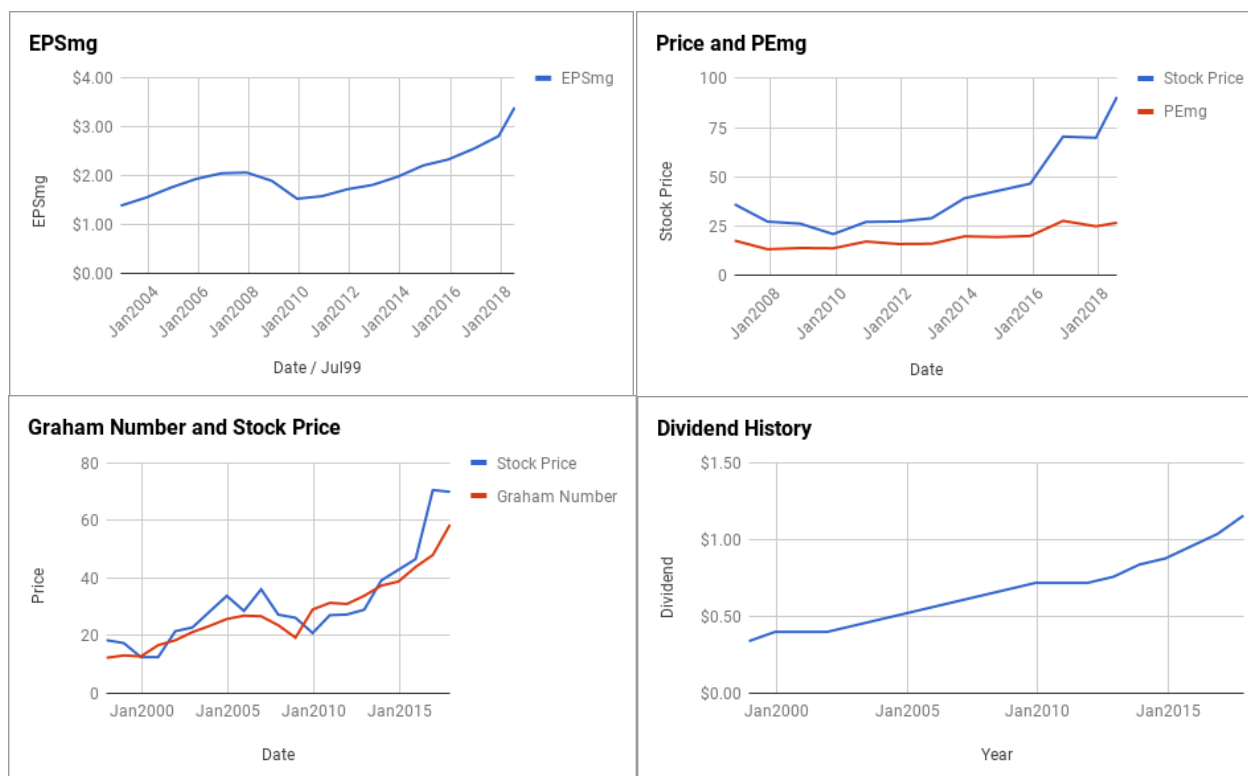 EPSmg
$4.00
$3.00
$2.00
$1.00
$0.00
EPSmg
Jan2004
Jan2006
Jan2008
Jan2010
Jan2012
Jan2014
Jan2016
Jan2018
Date / Jul99
EPSmg
Price and PEmg
100
75
50
25
0
Stock Price
Jan2008
Jan2010
Jan2012
Jan2014
Jan2016
Jan2018
Date
Stock Price
PEmg
Graham Number and Stock Price
80
60
40
20
0
Price
Jan2000
Jan2005
Jan2010
Jan2015
Date
Stock Price
Graham Number
Dividend History
$1.50
$1.00
$0.50
$0.00
Dividend
Jan2000
Jan2005
Jan2010
Jan2015
Year